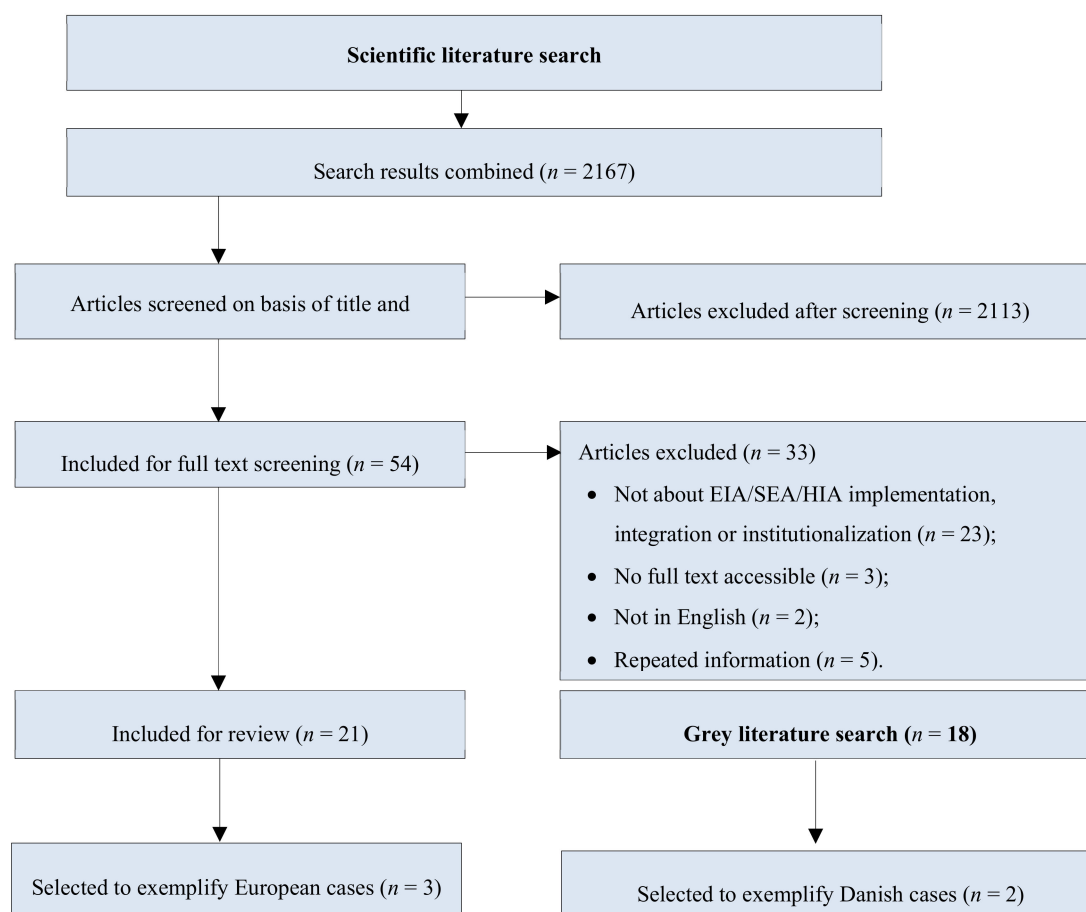 Scientific literature search
Search results combined (n = 2167)
Articles screened on basis of title and
Articles excluded after screening (n = 2113)
Included for full text screening (n = 54)
Articles excluded (n = 33)
• Not about EIA/SEA/HIA implementation,
integration or institutionalization (n = 23);
• No full text accessible (n = 3);
• Not in English (n = 2);
• Repeated information (n = 5).
Included for review (n = 21)
Grey literature search (n = 18)
Selected to exemplify European cases (n = 3)
Selected to exemplify Danish cases (n = 2)